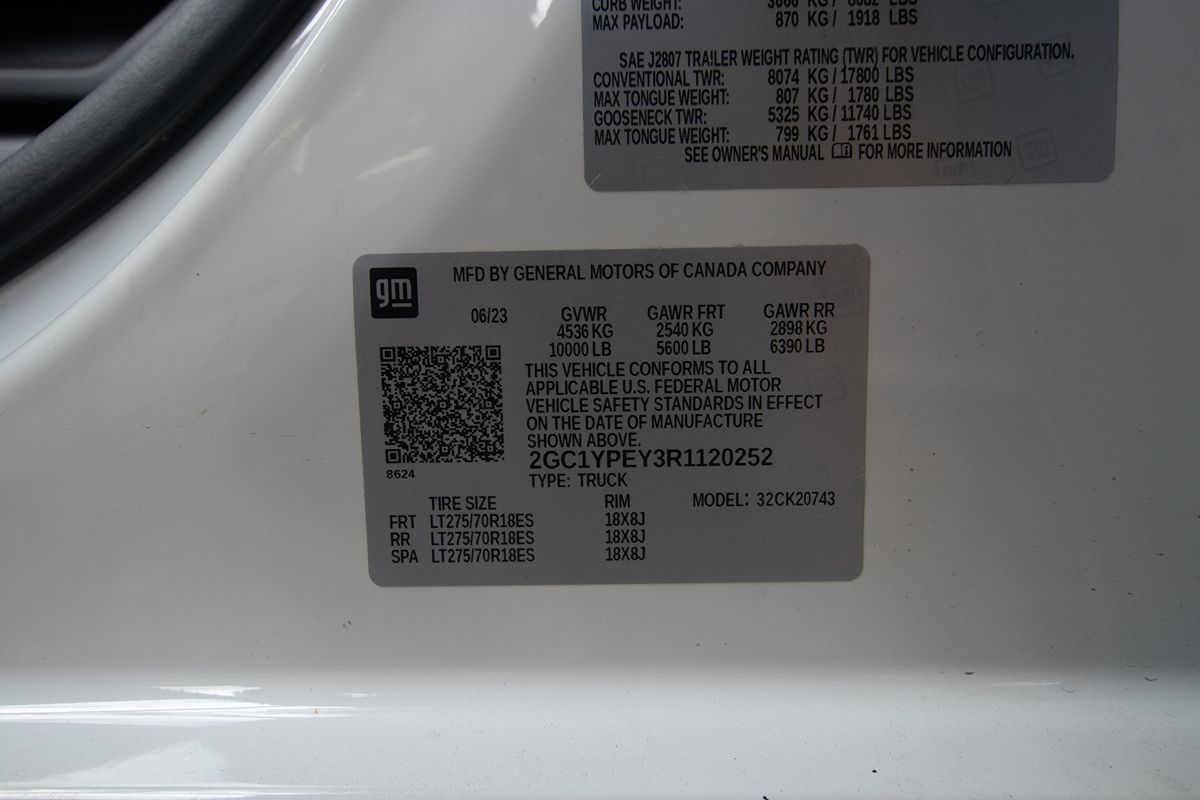 CURB WEIGHT: 3666 KG / 8082 LBS
MAX PAYLOAD: 870 KG / 1918 LBS
SAE J2807 TRAILER WEIGHT RATING (TWR) FOR VEHICLE CONFIGURATION.
CONVENTIONAL TWR: 8074 KG / 17800 LBS
MAX TONGUE WEIGHT: 807 KG / 1780 LBS
GOOSENECK TWR: 5325 KG / 11740 LBS
MAX TONGUE WEIGHT: 799 KG / 1761 LBS
SEE OWNER'S MANUAL FOR MORE INFORMATION
gm
MFD BY GENERAL MOTORS OF CANADA COMPANY
06/23 GVWR GAWR FRT GAWR RR
4536 KG 2540 KG 2898 KG
10000 LB 5600 LB 6390 LB
THIS VEHICLE CONFORMS TO ALL
APPLICABLE U.S. FEDERAL MOTOR
VEHICLE SAFETY STANDARDS IN EFFECT
ON THE DATE OF MANUFACTURE
SHOWN ABOVE.
2GC1YPEY3R1120252
8624
TYPE: TRUCK
TIRE SIZE RIM MODEL: 32CK20743
FRT LT275/70R18ES 18X8J
RR LT275/70R18ES 18X8J
SPA LT275/70R18ES 18X8J